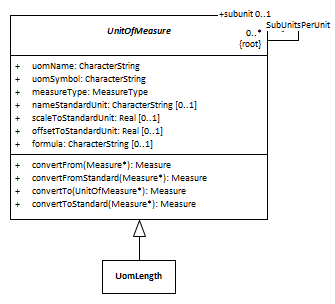 +subunit 0..1
UnitOfMeasure
SubUnitsPerUnit
0..*
{root}
+ uomName: CharacterString
+ uomSymbol: CharacterString
+ measureType: MeasureType
+ nameStandardUnit: CharacterString [0..1]
+ scaleToStandardUnit: Real [0..1]
+ offsetToStandardUnit: Real [0..1]
+ formula: CharacterString [0..1]
+ convertFrom(Measure*): Measure
+ convertFromStandard(Measure*): Measure
+ convertTo(UnitOfMeasure*): Measure
+ convertToStandard(Measure*): Measure
UomLength